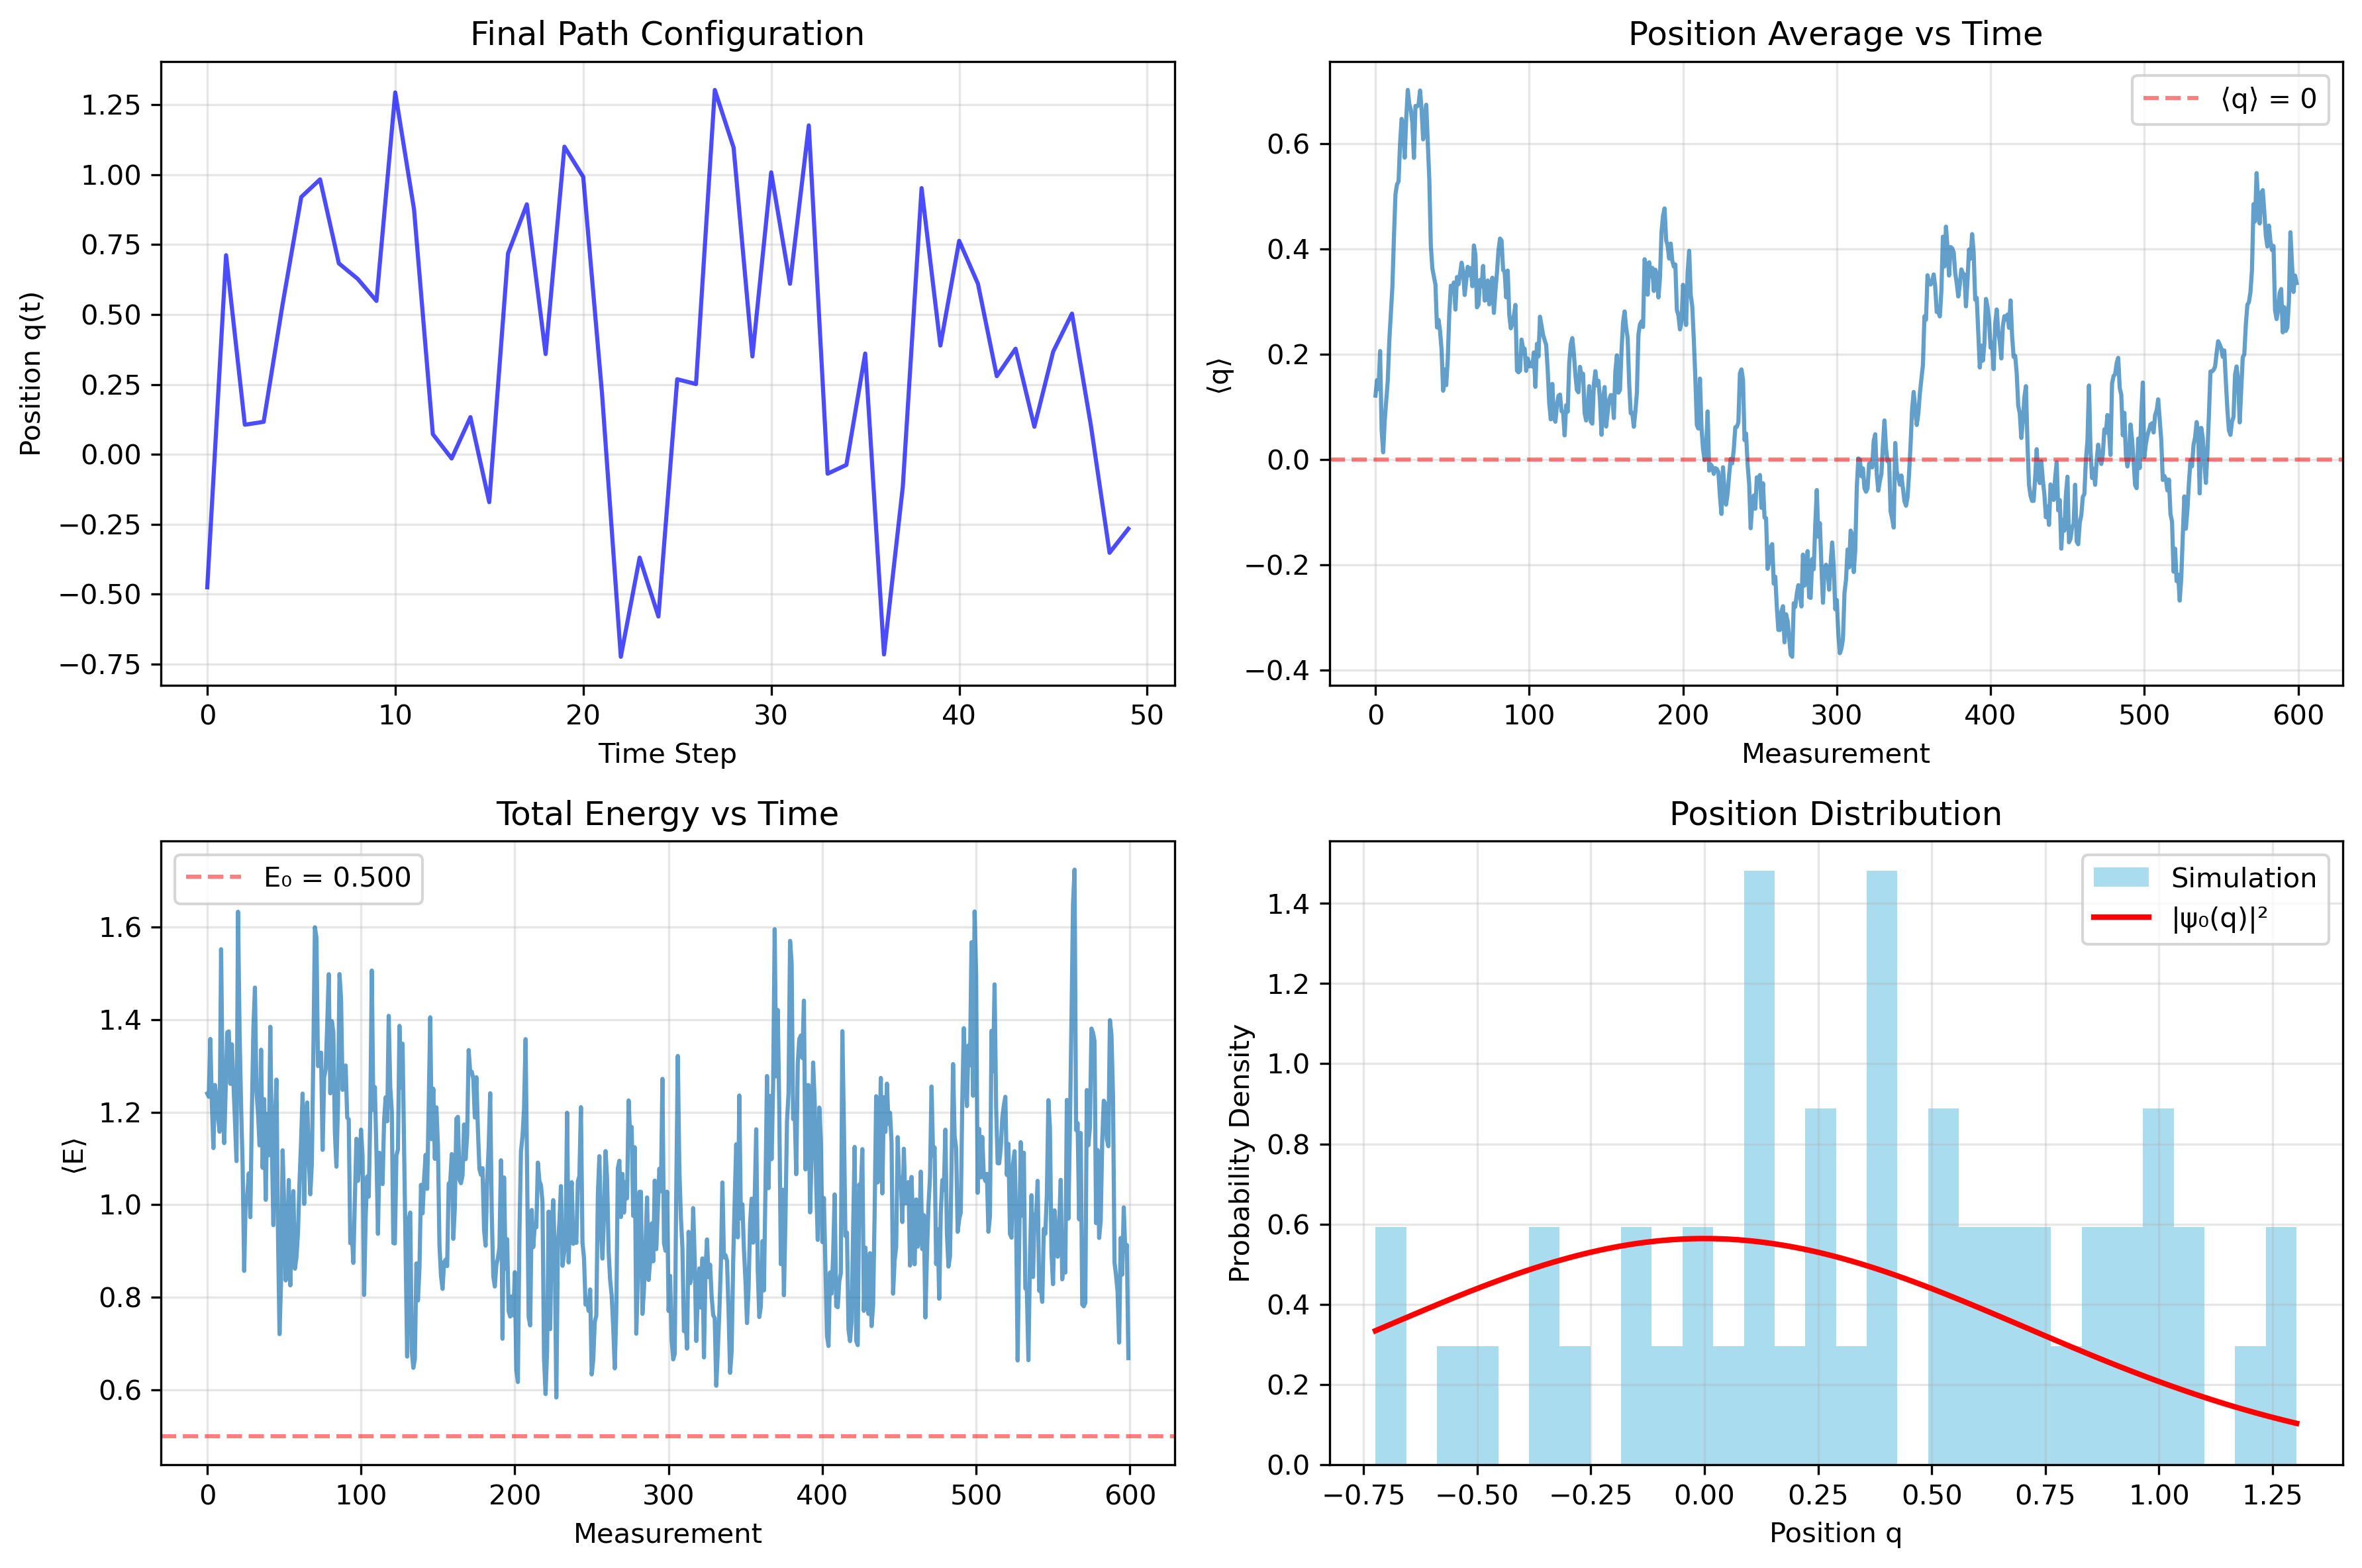 Final Path Configuration
Position q(t)
1.25
1.00
0.75
0.50
0.25
0.00
−0.25
−0.50
−0.75
0 10 20 30 40 50
Time Step
Position Average vs Time
⟨q⟩ = 0
⟨q⟩
0.6
0.4
0.2
0.0
−0.2
−0.4
0 100 200 300 400 500 600
Measurement
Total Energy vs Time
E₀ = 0.500
⟨E⟩
1.6
1.4
1.2
1.0
0.8
0.6
0 100 200 300 400 500 600
Measurement
Position Distribution
Simulation
|ψ₀(q)|²
Probability Density
1.4
1.2
1.0
0.8
0.6
0.4
0.2
0.0
−0.75 −0.50 −0.25 0.00 0.25 0.50 0.75 1.00 1.25
Position q